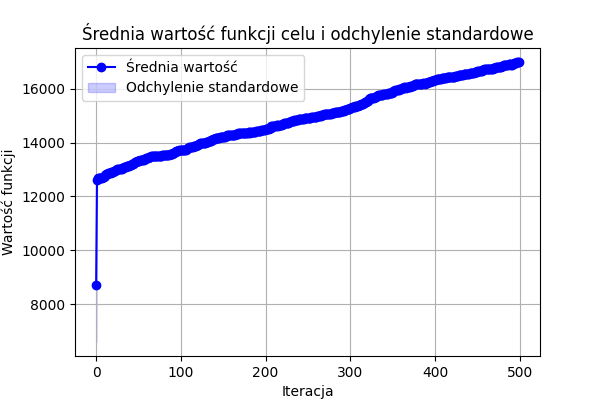 Średnia wartość funkcji celu i odchylenie standardowe
Średnia wartość
Odchylenie standardowe
Wartość funkcji
16000
14000
12000
10000
8000
0
100
200
300
400
500
Iteracja